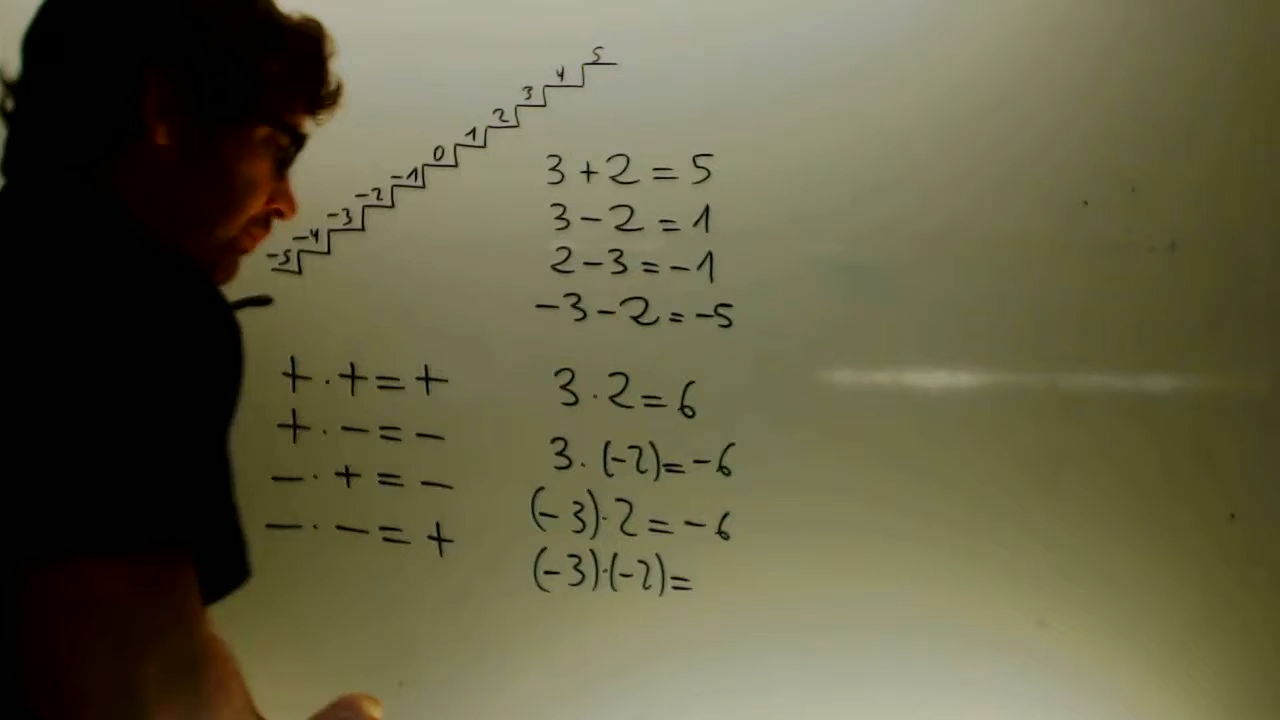 -5 -4 -3 -2 -1 0 1 2 3 4 5
3 + 2 = 5
3 - 2 = 1
2 - 3 = -1
-3 - 2 = -5
+ · + = +
+ · - = -
- · + = -
- · - = +
3 · 2 = 6
3 · (-2) = -6
(-3) · 2 = -6
(-3) · (-2) =